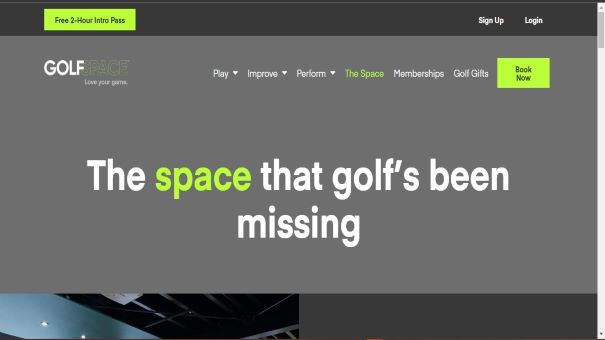 Free 2-Hour Intro Pass
Sign Up
Login
GOLFSPACE
Love your game.
Play
Improve
Perform
The Space
Memberships
Golf Gifts
Book
Now
The space that golf's been
missing